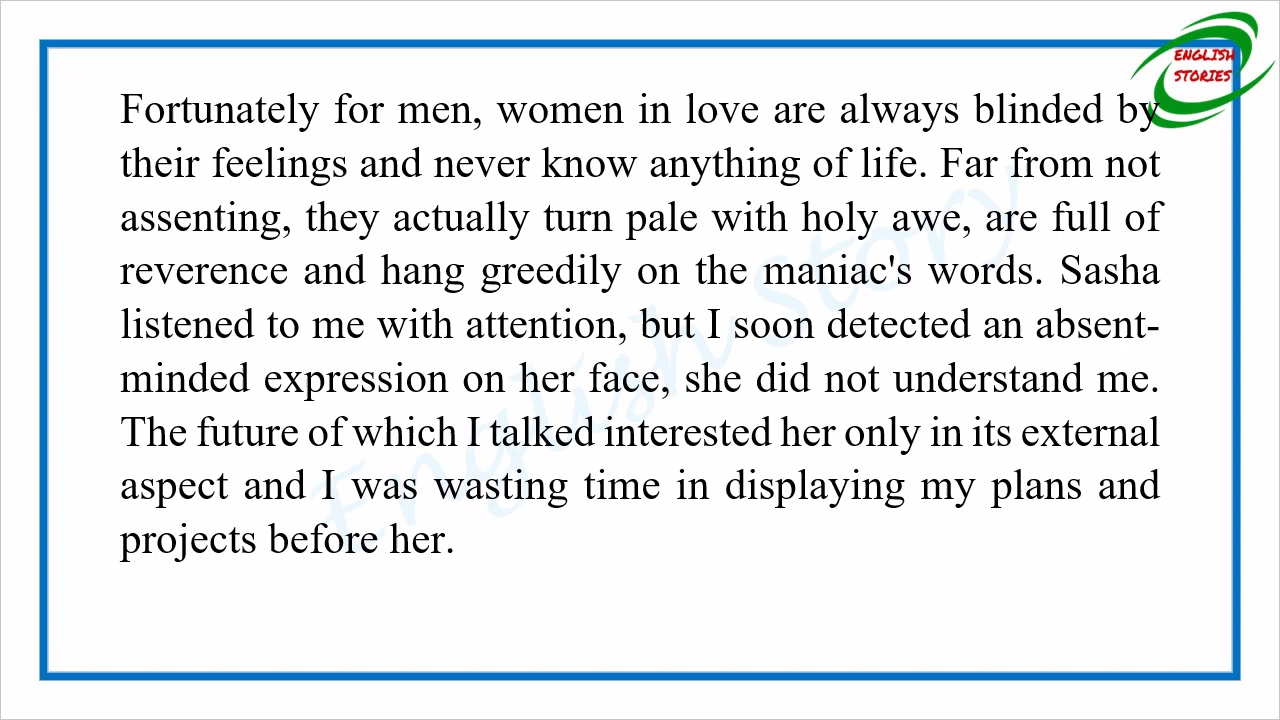 ENGLISH
STORIES
Fortunately for men, women in love are always blinded by
their feelings and never know anything of life. Far from not
assenting, they actually turn pale with holy awe, are full of
reverence and hang greedily on the maniac's words. Sasha
listened to me with attention, but I soon detected an absent-
minded expression on her face, she did not understand me.
The future of which I talked interested her only in its external
aspect and I was wasting time in displaying my plans and
projects before her.
English Story